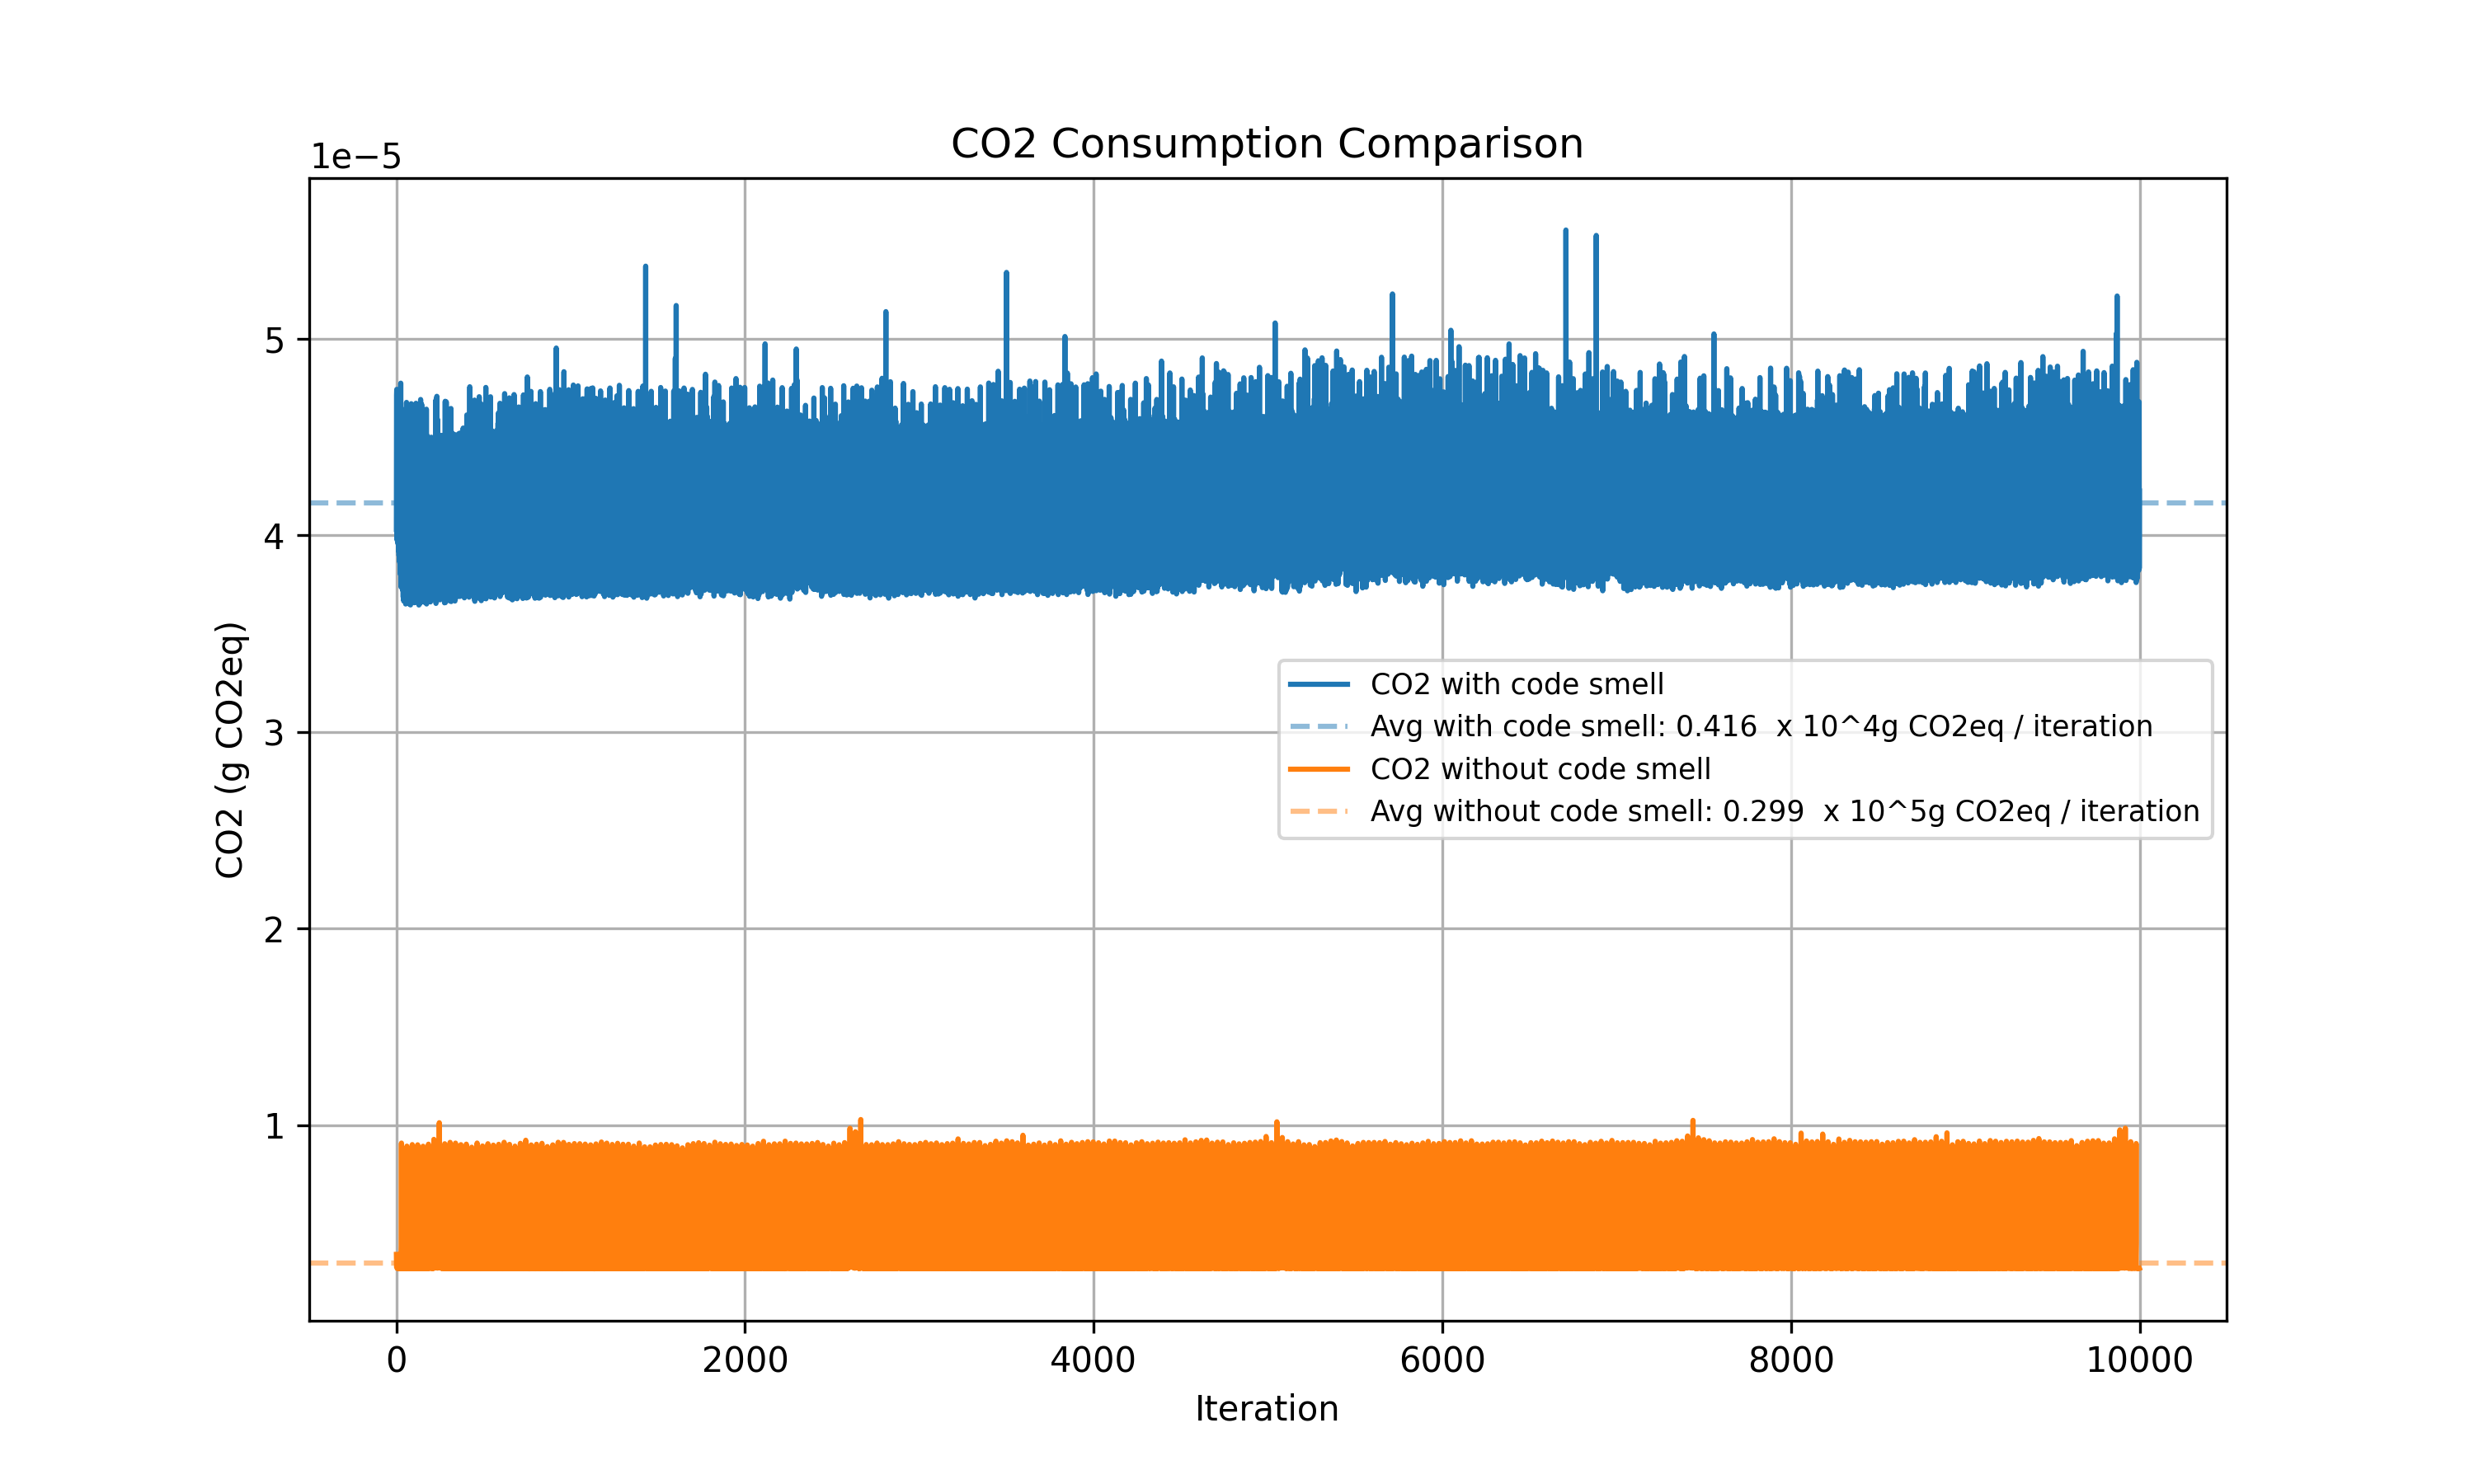 CO2 Consumption Comparison
1e−5
5
4
3
2
1
CO2 (g CO2eq)
CO2 with code smell
Avg with code smell: 0.416  x 10^4g CO2eq / iteration
CO2 without code smell
Avg without code smell: 0.299  x 10^5g CO2eq / iteration
0 2000 4000 6000 8000 10000
Iteration